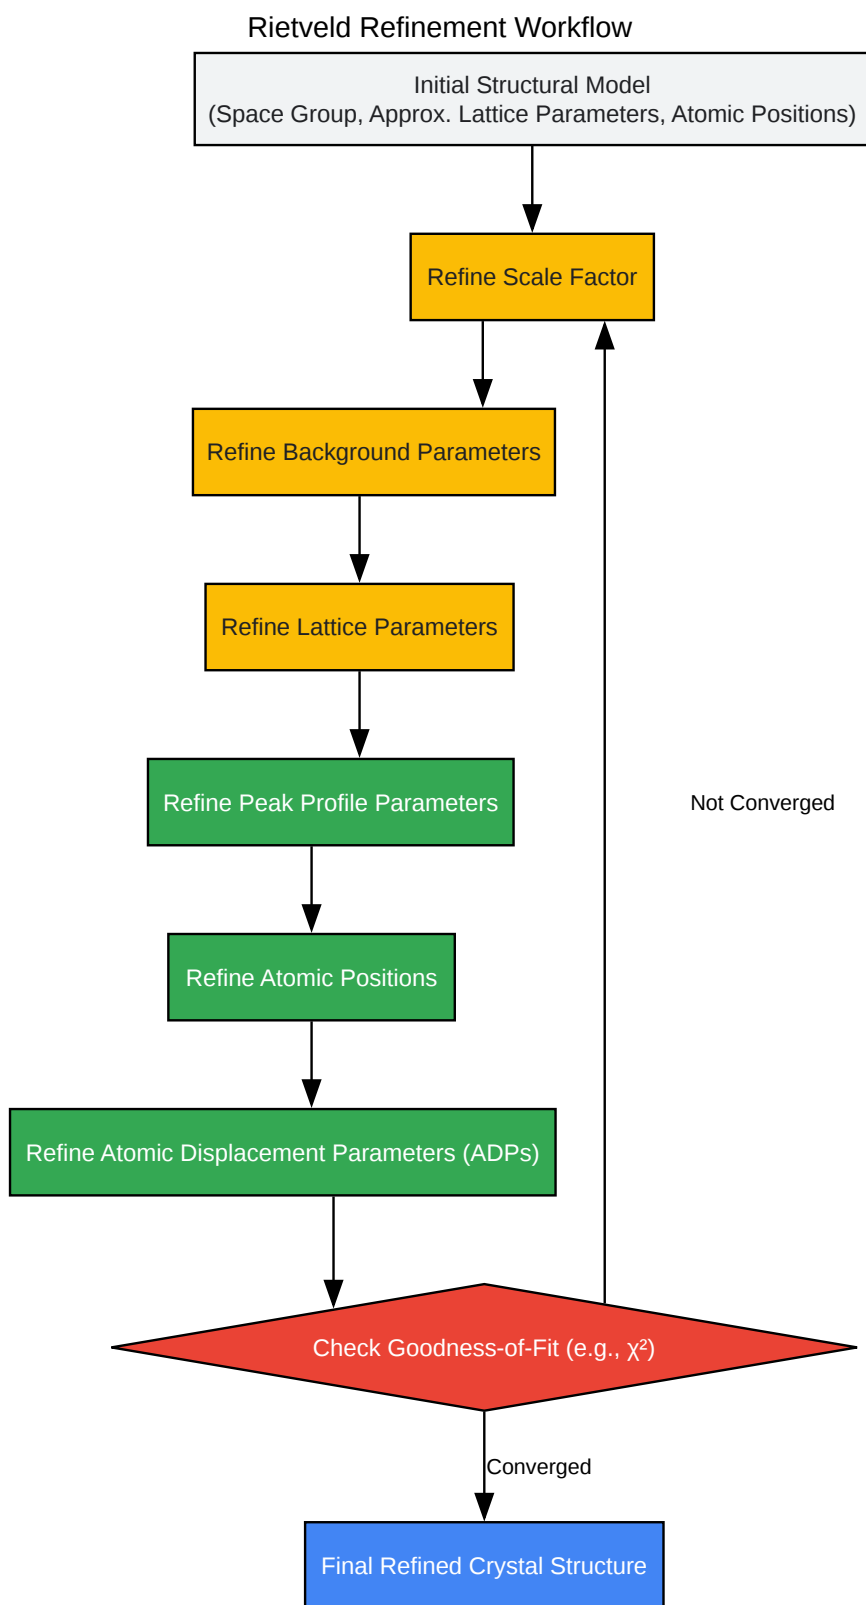 Rietveld Refinement Workflow
Initial Structural Model
(Space Group, Approx. Lattice Parameters, Atomic Positions)
Refine Scale Factor
Refine Background Parameters
Refine Lattice Parameters
Refine Peak Profile Parameters
Not Converged
Refine Atomic Positions
Refine Atomic Displacement Parameters (ADPs)
Check Goodness-of-Fit (e.g., χ²)
Converged
Final Refined Crystal Structure